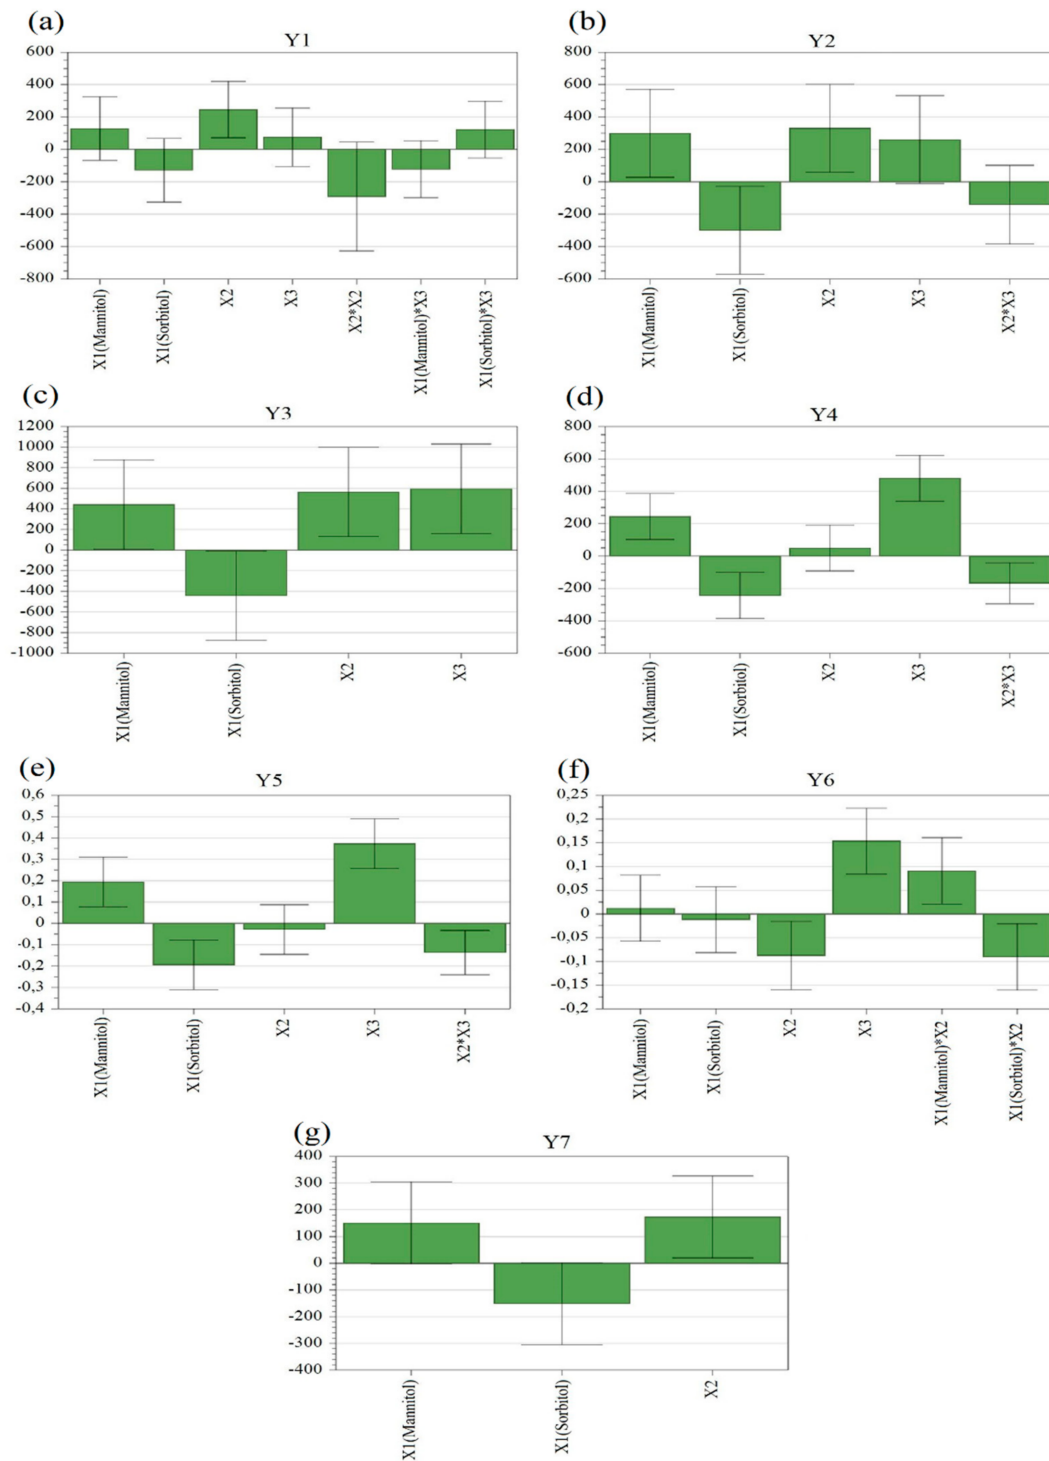 (a)
Y1
600
400
200
0
-200
-400
-600
-800
X1(Mannitol)
X1(Sorbitol)
X2
X3
X2*X2
X1(Mannitol)*X3
X1(Sorbitol)*X3
(b)
Y2
800
600
400
200
0
-200
-400
-600
X1(Mannitol)
X1(Sorbitol)
X2
X3
X2*X3
(c)
Y3
1200
1000
800
600
400
200
0
-200
-400
-600
-800
-1000
X1(Mannitol)
X1(Sorbitol)
X2
X3
(d)
Y4
800
600
400
200
0
-200
-400
-600
X1(Mannitol)
X1(Sorbitol)
X2
X3
X2*X3
(e)
Y5
0,6
0,5
0,4
0,3
0,2
0,1
0
-0,1
-0,2
-0,3
-0,4
X1(Mannitol)
X1(Sorbitol)
X2
X3
X2*X3
(f)
Y6
0,25
0,2
0,15
0,1
0,05
0
-0,05
-0,1
-0,15
-0,2
X1(Mannitol)
X1(Sorbitol)
X2
X3
X1(Mannitol)*X2
X1(Sorbitol)*X2
(g)
Y7
400
300
200
100
0
-100
-200
-300
-400
X1(Mannitol)
X1(Sorbitol)
X2